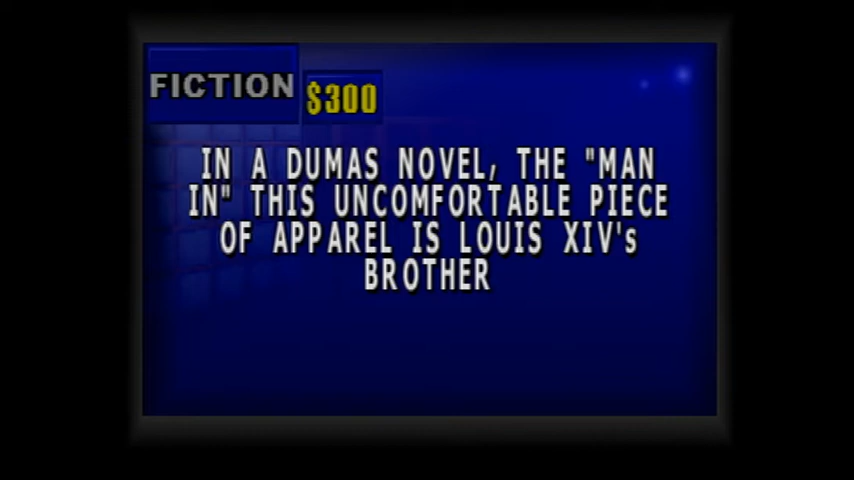 FICTION
$300
IN A DUMAS NOVEL, THE "MAN
IN" THIS UNCOMFORTABLE PIECE
OF APPAREL IS LOUIS XIV's
BROTHER